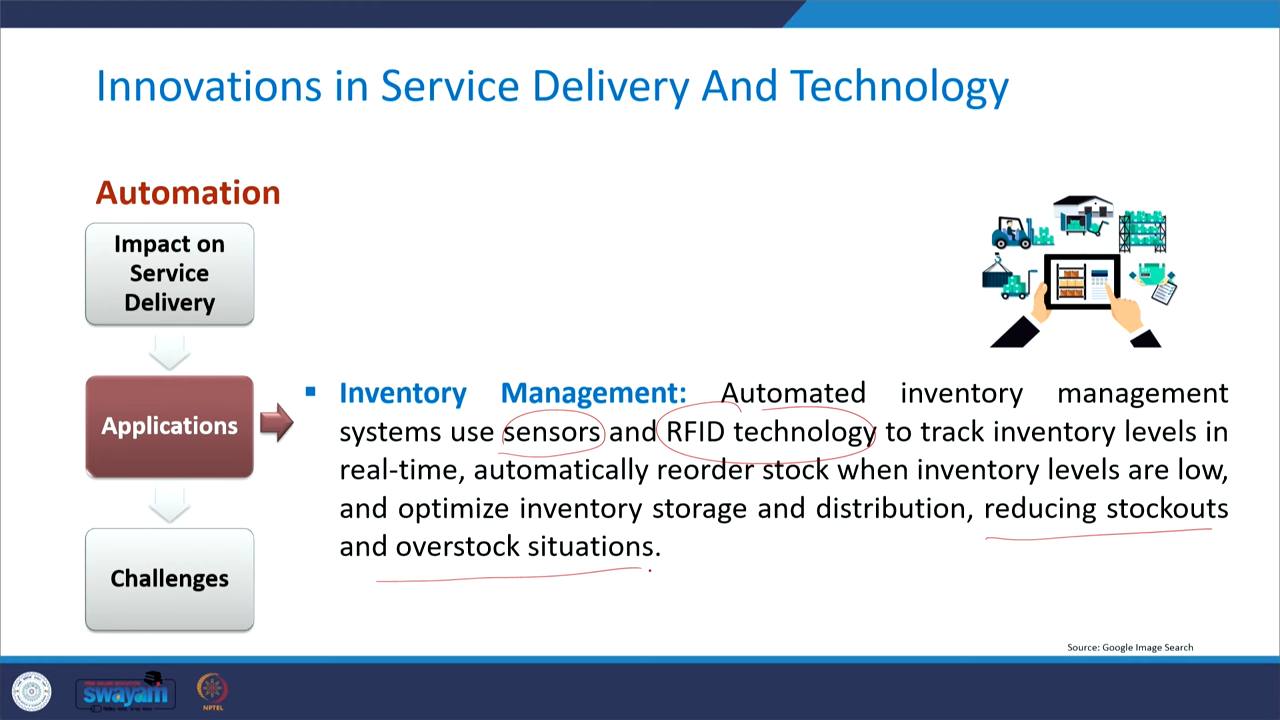 Innovations in Service Delivery And Technology
Automation
Impact on
Service
Delivery
Applications
Challenges
▪ Inventory Management: Automated inventory management
systems use sensors and RFID technology to track inventory levels in
real-time, automatically reorder stock when inventory levels are low,
and optimize inventory storage and distribution, reducing stockouts
and overstock situations.
Source: Google Image Search
swayam
NPTEL